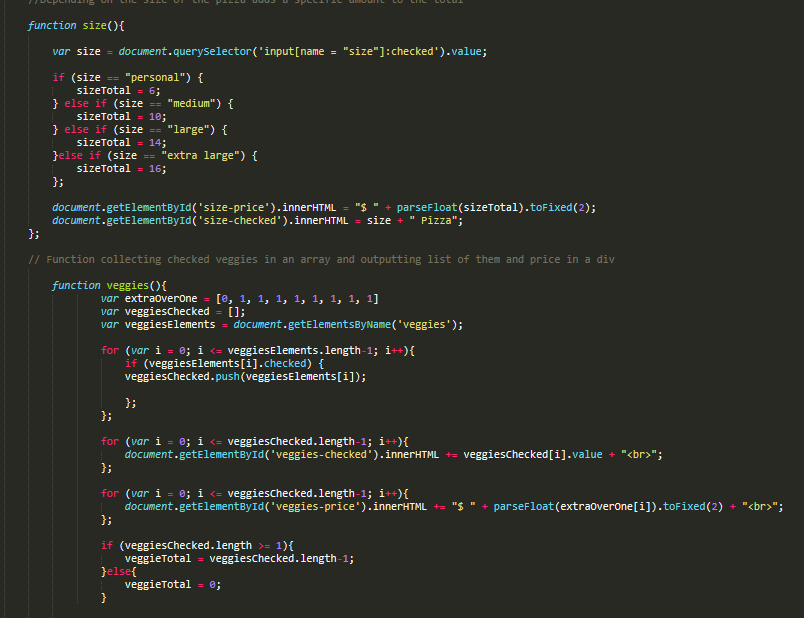 //Depending on the size of the pizza adds a specific amount to the total
function size(){
var size = document.querySelector('input[name = "size"]:checked').value;
if (size == "personal") {
sizeTotal = 6;
} else if (size == "medium") {
sizeTotal = 10;
} else if (size == "large") {
sizeTotal = 14;
}else if (size == "extra large") {
sizeTotal = 16;
};
document.getElementById('size-price').innerHTML = "$ " + parseFloat(sizeTotal).toFixed(2);
document.getElementById('size-checked').innerHTML = size + " Pizza";
};
// Function collecting checked veggies in an array and outputting list of them and price in a div
function veggies(){
var extraOverOne = [0, 1, 1, 1, 1, 1, 1, 1, 1]
var veggiesChecked = [];
var veggiesElements = document.getElementsByName('veggies');
for (var i = 0; i <= veggiesElements.length-1; i++){
if (veggiesElements[i].checked) {
veggiesChecked.push(veggiesElements[i]);
};
};
for (var i = 0; i <= veggiesChecked.length-1; i++){
document.getElementById('veggies-checked').innerHTML += veggiesChecked[i].value + "<br>";
};
for (var i = 0; i <= veggiesChecked.length-1; i++){
document.getElementById('veggies-price').innerHTML += "$ " + parseFloat(extraOverOne[i]).toFixed(2) + "<br>";
};
if (veggiesChecked.length >= 1){
veggieTotal = veggiesChecked.length-1;
}else{
veggieTotal = 0;
}